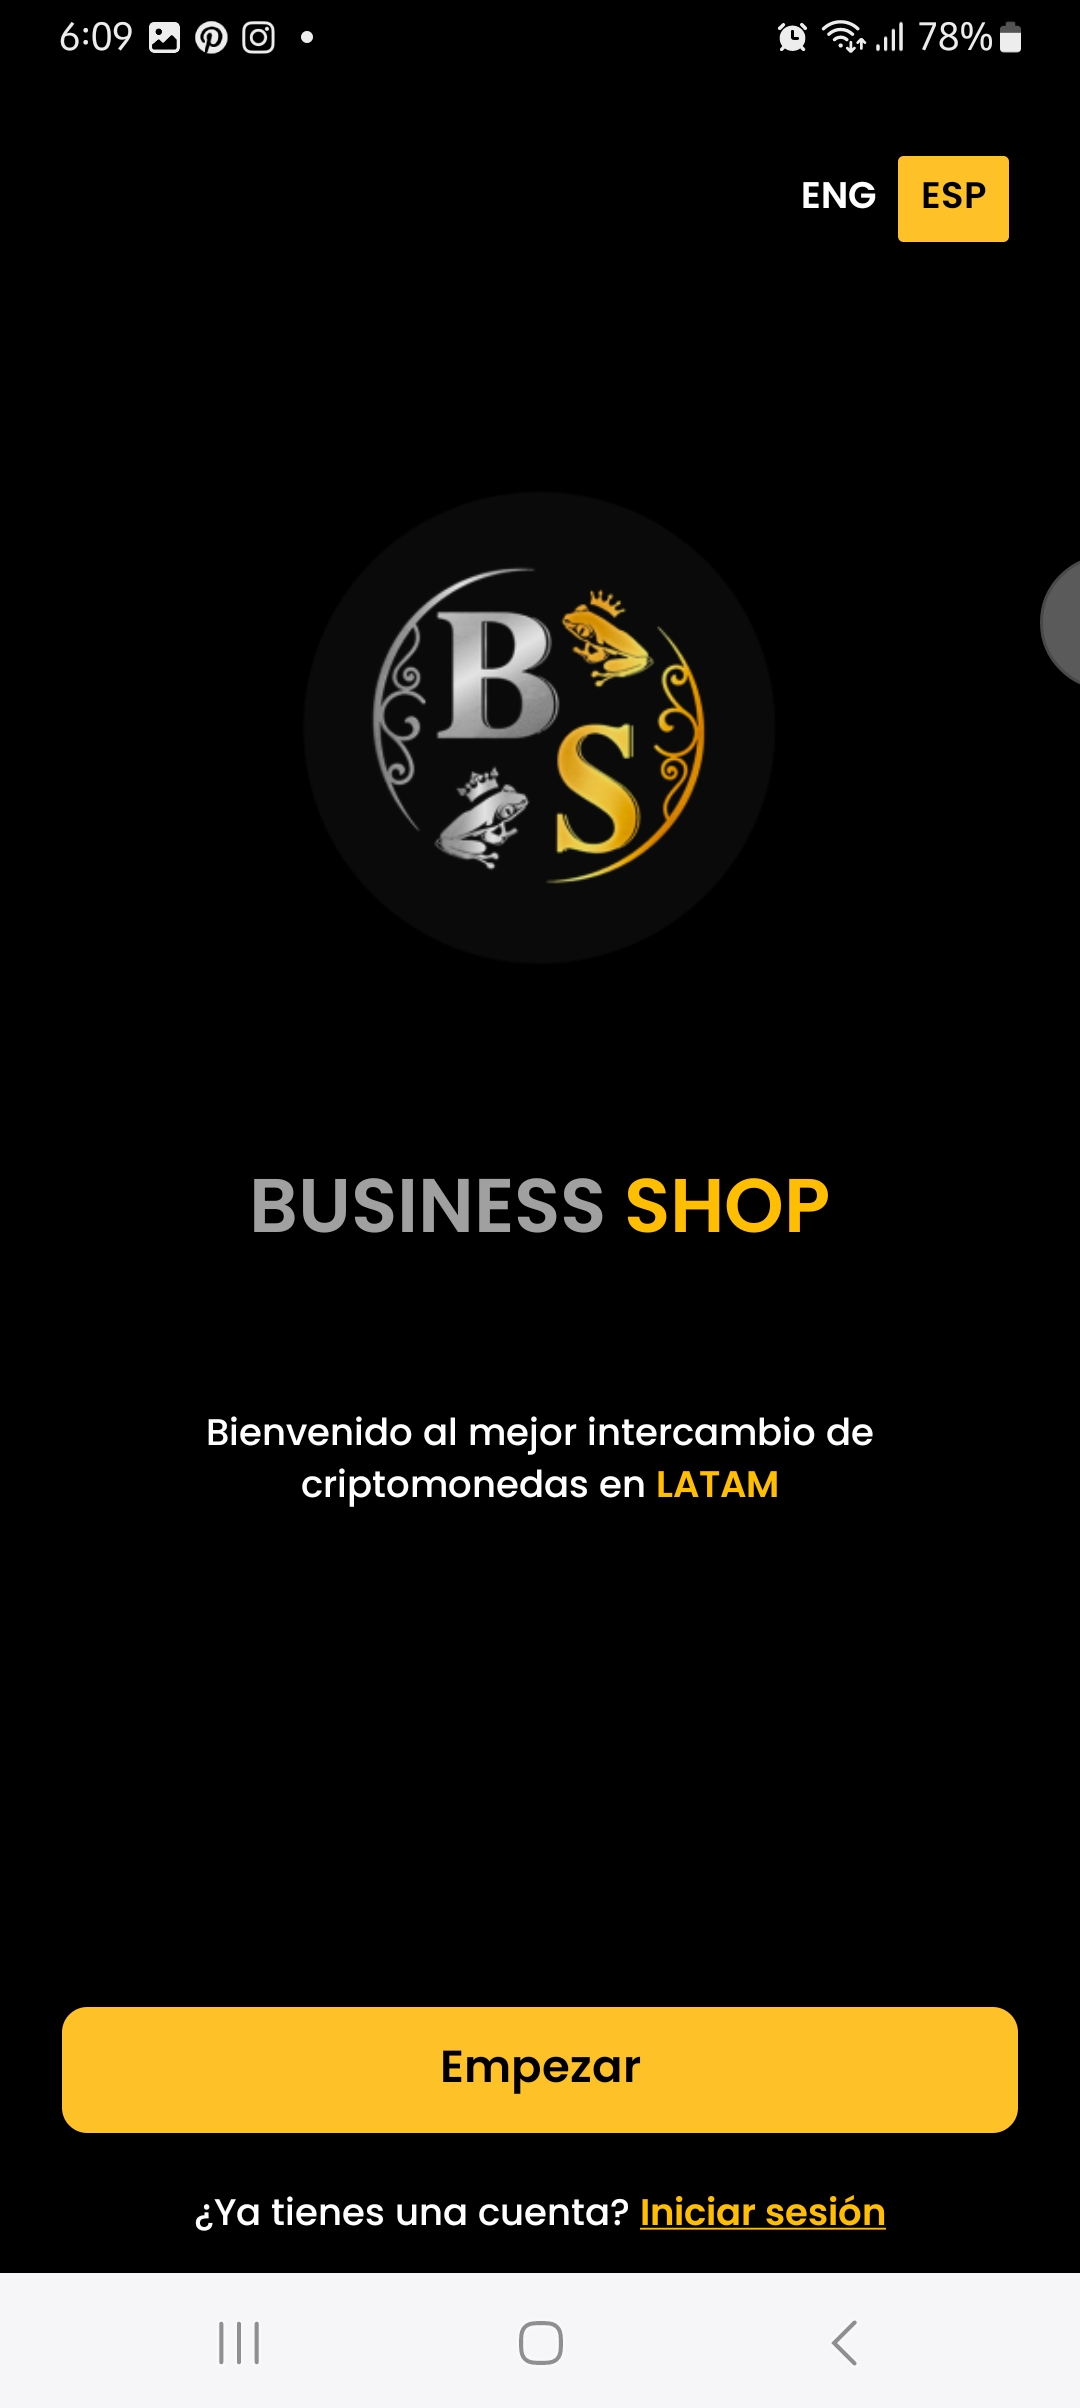 6:09
78%
ENG ESP
B
S
BUSINESS SHOP
Bienvenido al mejor intercambio de
criptomonedas en LATAM
Empezar
¿Ya tienes una cuenta? Iniciar sesión